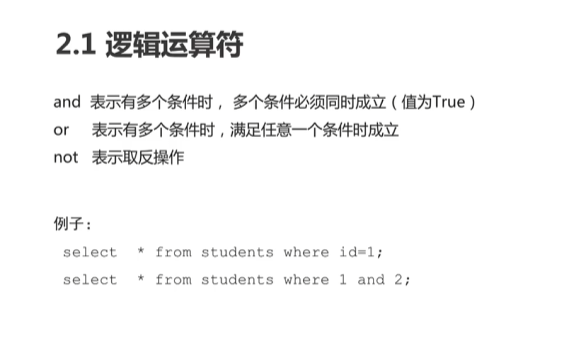 2.1 逻辑运算符
and 表示有多个条件时，多个条件必须同时成立（值为True）
or 表示有多个条件时，满足任意一个条件时成立
not 表示取反操作
例子：
select * from students where id=1;
select * from students where 1 and 2;